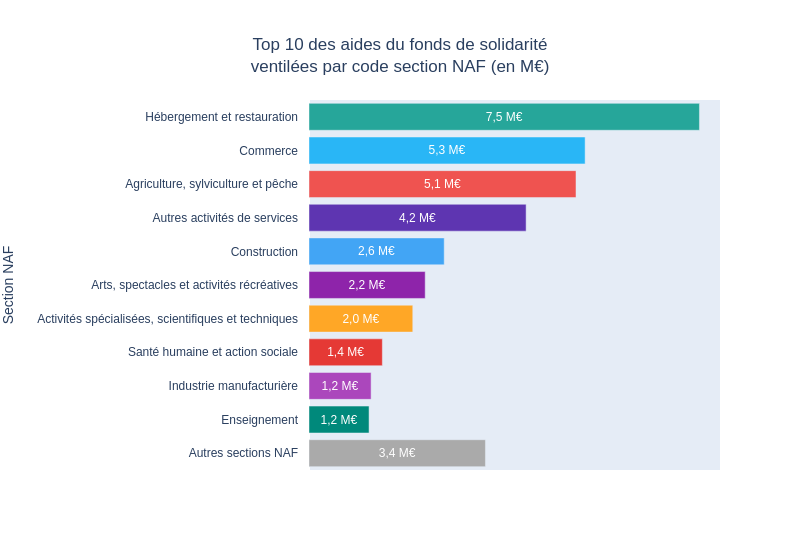 Top 10 des aides du fonds de solidarité
ventilées par code section NAF (en M€)
Section NAF
Hébergement et restauration 7,5 M€
Commerce 5,3 M€
Agriculture, sylviculture et pêche 5,1 M€
Autres activités de services 4,2 M€
Construction 2,6 M€
Arts, spectacles et activités récréatives 2,2 M€
Activités spécialisées, scientifiques et techniques 2,0 M€
Santé humaine et action sociale 1,4 M€
Industrie manufacturière 1,2 M€
Enseignement 1,2 M€
Autres sections NAF 3,4 M€